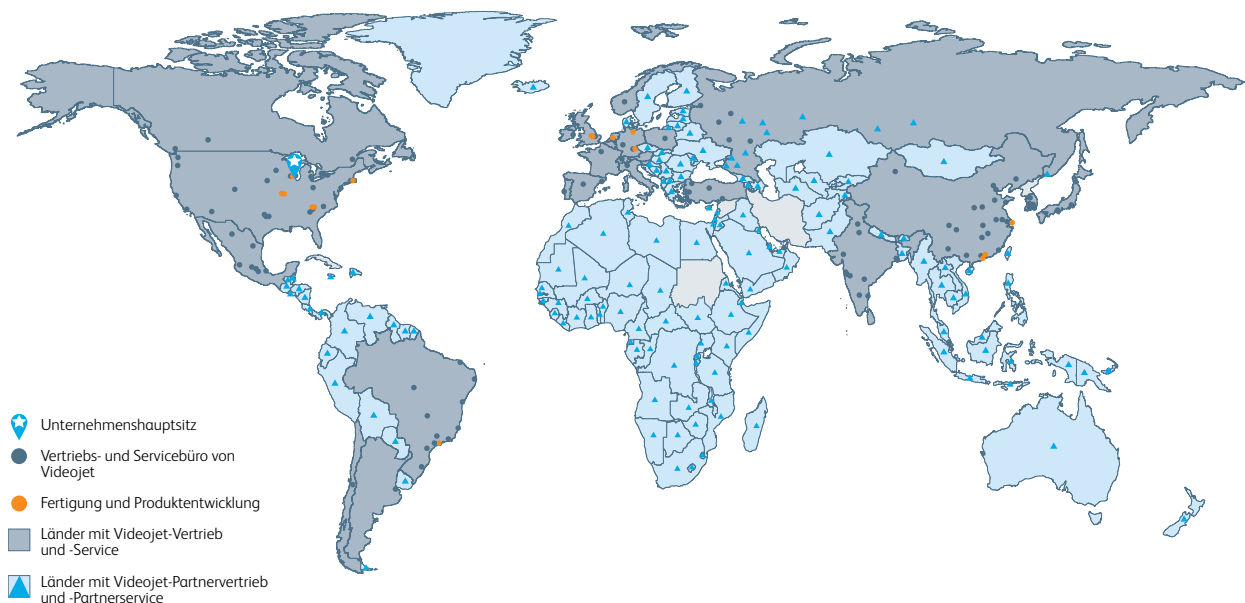 Unternehmenshauptsitz
Vertriebs- und Servicebüro von
Videojet
Fertigung und Produktentwicklung
Länder mit Videojet-Vertrieb
und -Service
Länder mit Videojet-Partnervertrieb
und -Partnerservice